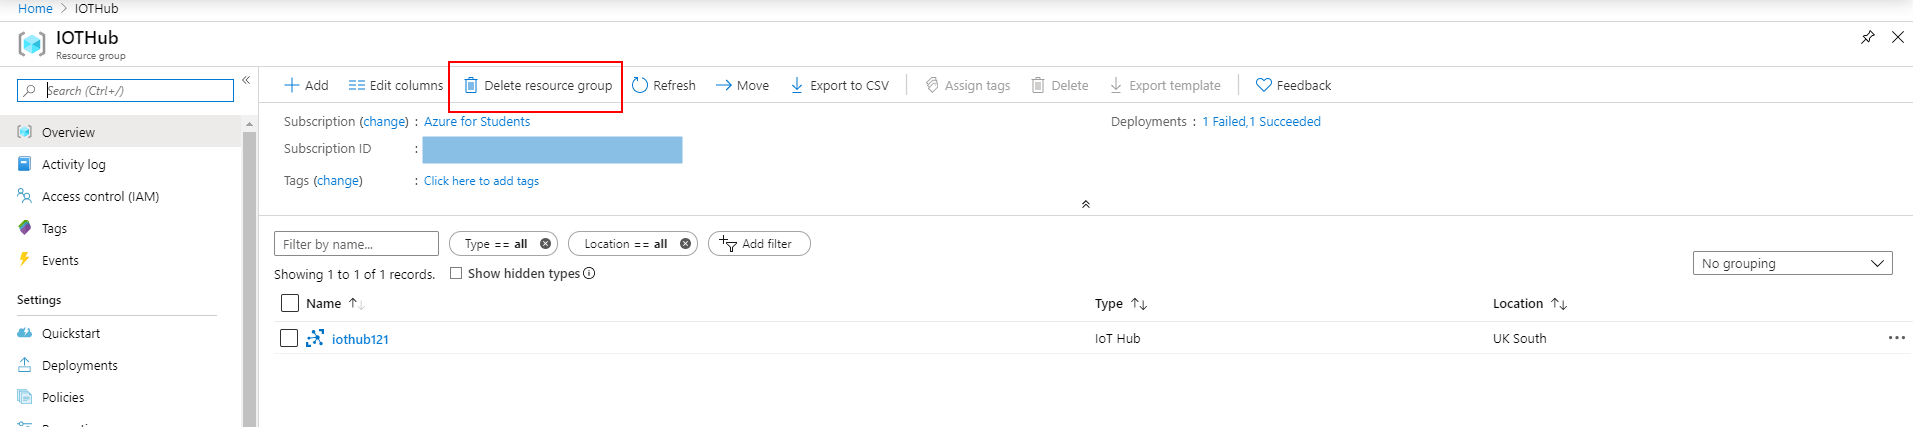 Home > IOTHub
IOTHub
Resource group
Search (Ctrl+/)
Overview
Activity log
Access control (IAM)
Tags
Events
Settings
Quickstart
Deployments
Policies
Add Edit columns Delete resource group Refresh Move Export to CSV Assign tags Delete Export template Feedback
Subscription (change) : Azure for Students
Deployments : 1 Failed,1 Succeeded
Subscription ID :
Tags (change) : Click here to add tags
Filter by name... Type == all Location == all Add filter
Showing 1 to 1 of 1 records. Show hidden types
No grouping
Name Type Location
iothub121 IoT Hub UK South